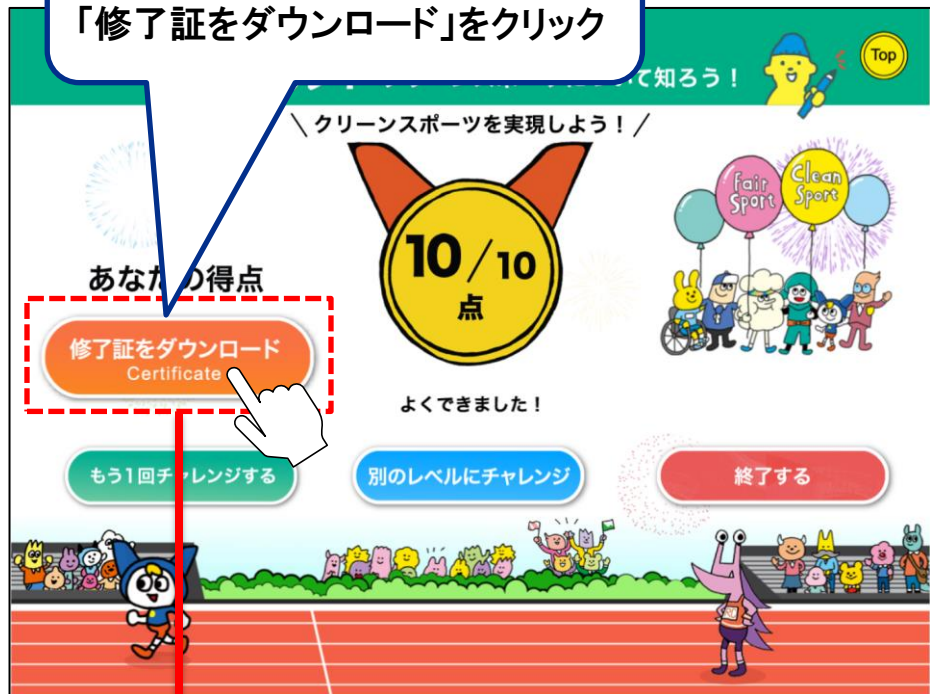 「修了証をダウンロード」をクリック
て知ろう！
Top
＼クリーンスポーツを実現しよう！／
Fair
Sport
Clean
Sport
10/10
点
あなたの得点
修了証をダウンロード
Certificate
よくできました！
もう1回チャレンジする
別のレベルにチャレンジ
終了する